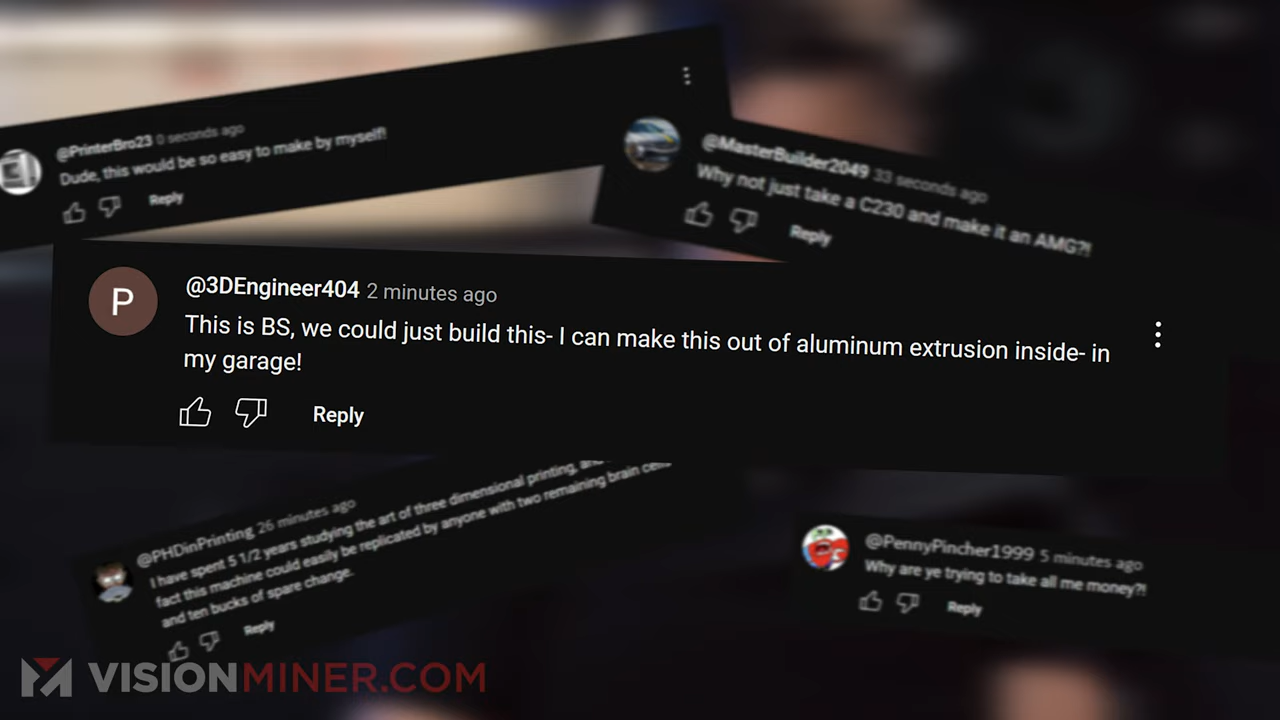 @PrinterBro23 0 seconds ago
Dude, this would be so easy to make by myself!
Reply
@MasterBuilder2049 33 seconds ago
Why not just take a C230 and make it an AMG?!
Reply
P
@3DEngineer404 2 minutes ago
This is BS, we could just build this- I can make this out of aluminum extrusion inside- in
my garage!
Reply
@PHDinPrinting 26 minutes ago
I have spent 5 1/2 years studying the art of three dimensional printing, and
fact this machine could easily be replicated by anyone with two remaining brain cells
and ten bucks of spare change.
Reply
@PennyPincher1999 5 minutes ago
Why are ye trying to take all me money?!
Reply
VISIONMINER.COM